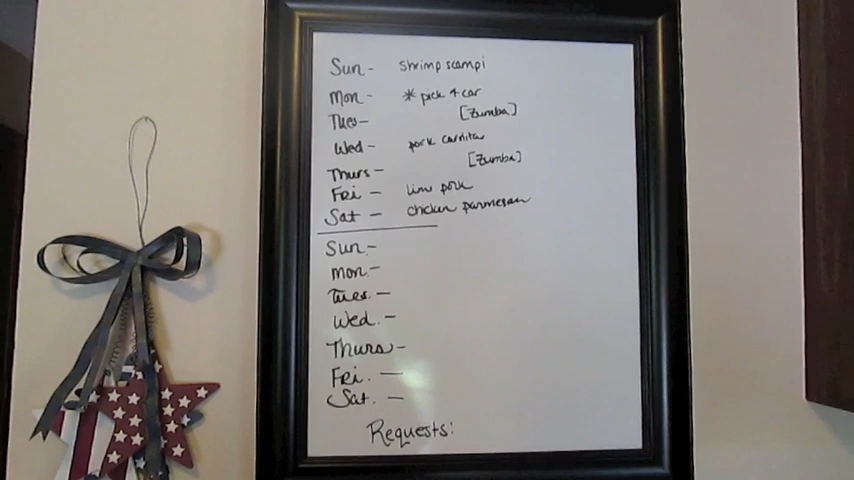 Sun - shrimp scampi
Mon - * pick 4 car
Tues - [Zumba]
Wed - pork carnitas
Thurs - [Zumba]
Fri - lime pork
Sat - chicken parmesan
Sun. -
Mon. -
Tues. -
Wed. -
Thurs -
Fri. -
Sat. -
Requests: